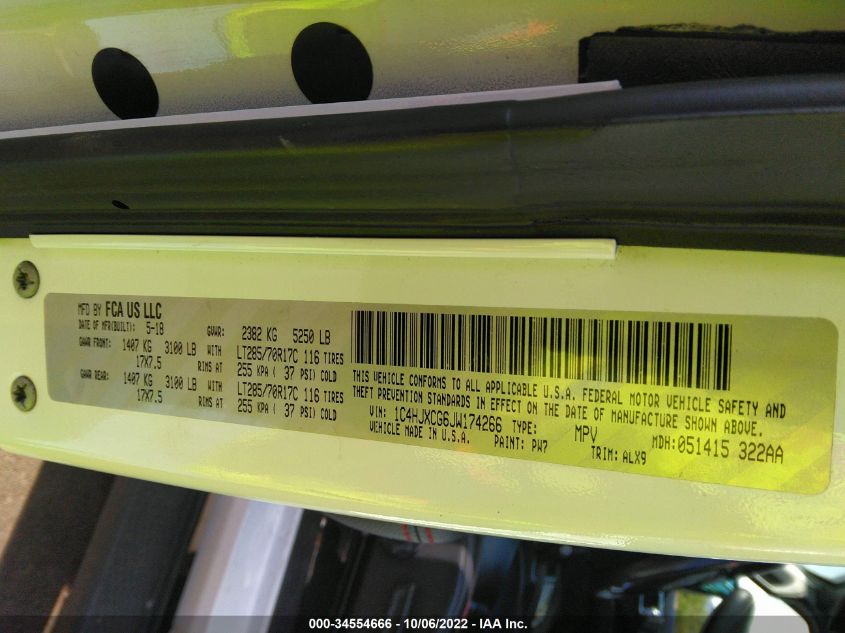 MFD BY FCA US LLC
DATE OF MFR(BUILT): 5-18 GVWR: 2382 KG 5250 LB
GAWR FRONT: 1407 KG 3100 LB WITH LT285/70R17C 116 TIRES
17X7.5 RIMS AT 255 KPA ( 37 PSI) COLD
GAWR REAR: 1407 KG 3100 LB WITH LT285/70R17C 116 TIRES
17X7.5 RIMS AT 255 KPA ( 37 PSI) COLD
THIS VEHICLE CONFORMS TO ALL APPLICABLE U.S.A. FEDERAL MOTOR VEHICLE SAFETY AND
THEFT PREVENTION STANDARDS IN EFFECT ON THE DATE OF MANUFACTURE SHOWN ABOVE.
VIN: 1C4HJXCG6JW174266 TYPE: MPV MDH: 051415 322AA
VEHICLE MADE IN U.S.A. PAINT: PW7 TRIM: ALX9
000-34554666 - 10/06/2022 - IAA Inc.